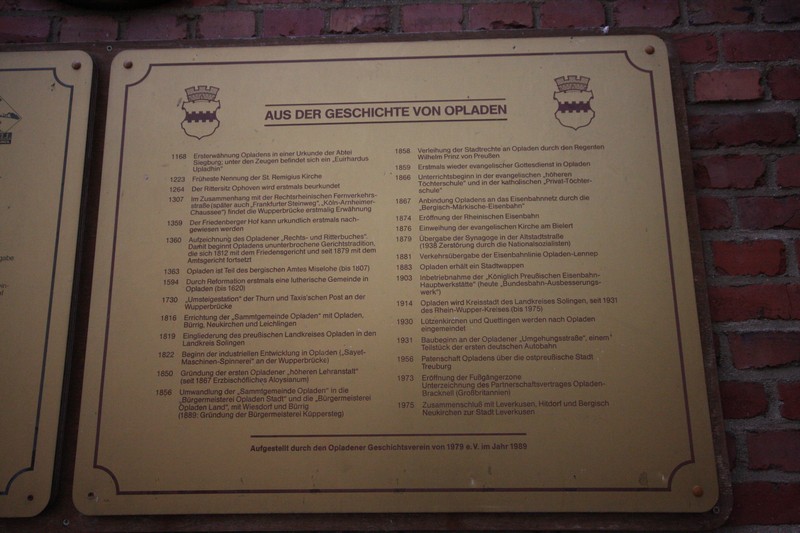 AUS DER GESCHICHTE VON OPLADEN
1168 Ersterwähnung Opladens in einer Urkunde der Abtei
Siegburg; unter den Zeugen befindet sich ein „Euirhardus
Upladhin"
1223 Früheste Nennung der St. Remigius Kirche
1264 Der Rittersitz Ophoven wird erstmals beurkundet
1307 Im Zusammenhang mit der Rechtsrheinischen Fernverkehrs-
straße (später auch „Frankfurter Steinweg", „Köln-Arnheimer-
Chaussee") findet die Wupperbrücke erstmalig Erwähnung
1359 Der Friedenberger Hof kann urkundlich erstmals nach-
gewiesen werden
1360 Aufzeichnung des Opladener „Rechts- und Ritterbuches".
Damit beginnt Opladens ununterbrochene Gerichtstradition,
die sich 1812 mit dem Friedensgericht und seit 1879 mit dem
Amtsgericht fortsetzt
1363 Opladen ist Teil des bergischen Amtes Miselohe (bis 1807)
1594 Durch Reformation erstmals eine lutherische Gemeinde in
Opladen (bis 1620)
1730 „Umsteigestation" der Thurn und Taxis'schen Post an der
Wupperbrücke
1816 Errichtung der „Sammtgemeinde Opladen" mit Opladen,
Bürrig, Neukirchen und Leichlingen
1819 Eingliederung des preußischen Landkreises Opladen in den
Landkreis Solingen
1822 Beginn der industriellen Entwicklung in Opladen („Sayet-
Maschinen-Spinnerei" an der Wupperbrücke)
1850 Gründung der ersten Opladener „höheren Lehranstalt"
(seit 1887 Erzbischöfliches Aloysianum)
1856 Umwandlung der „Sammtgemeinde Opladen" in die
„Bürgermeisterei Opladen Stadt" und die „Bürgermeisterei
Opladen Land", mit Wiesdorf und Bürrig
(1889: Gründung der Bürgermeisterei Küppersteg)
1858 Verleihung der Stadtrechte an Opladen durch den Regenten
Wilhelm Prinz von Preußen
1859 Erstmals wieder evangelischer Gottesdienst in Opladen
1866 Unterrichtsbeginn in der evangelischen „höheren
Töchterschule" und in der katholischen „Privat-Töchter-
schule"
1867 Anbindung Opladens an das Eisenbahnnetz durch die
„Bergisch-Märkische-Eisenbahn"
1874 Eröffnung der Rheinischen Eisenbahn
1876 Einweihung der evangelischen Kirche am Bielert
1879 Übergabe der Synagoge in der Altstadtstraße
(1938 Zerstörung durch die Nationalsozialisten)
1881 Verkehrsübergabe der Eisenbahnlinie Opladen-Lennep
1883 Opladen erhält ein Stadtwappen
1903 Inbetriebnahme der „Königlich Preußischen Eisenbahn-
Hauptwerkstätte" (heute „Bundesbahn-Ausbesserungs-
werk")
1914 Opladen wird Kreisstadt des Landkreises Solingen, seit 1931
des Rhein-Wupper-Kreises (bis 1975)
1930 Lützenkirchen und Quettingen werden nach Opladen
eingemeindet
1931 Baubeginn an der Opladener „Umgehungsstraße", einem
Teilstück der ersten deutschen Autobahn
1956 Patenschaft Opladens über die ostpreußische Stadt
Treuburg
1973 Eröffnung der Fußgängerzone
Unterzeichnung des Partnerschaftsvertrages Opladen-
Bracknell (Großbritannien)
1975 Zusammenschluß mit Leverkusen, Hitdorf und Bergisch
Neukirchen zur Stadt Leverkusen
Aufgestellt durch den Opladener Geschichtsverein von 1979 e.V. im Jahr 1989